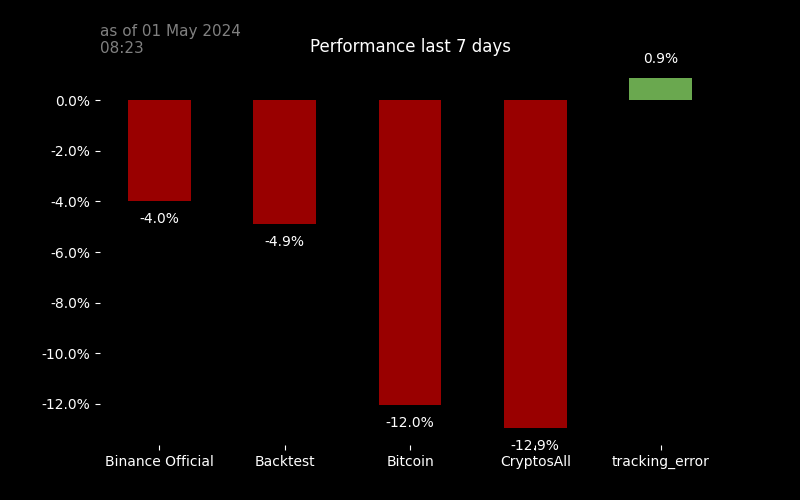 as of 01 May 2024
08:23
Performance last 7 days
0.9%
0.0%
-2.0%
-4.0%
-6.0%
-8.0%
-10.0%
-12.0%
-4.0%
-4.9%
-12.0%
-12.9%
Binance Official
Backtest
Bitcoin
CryptosAll
tracking_error